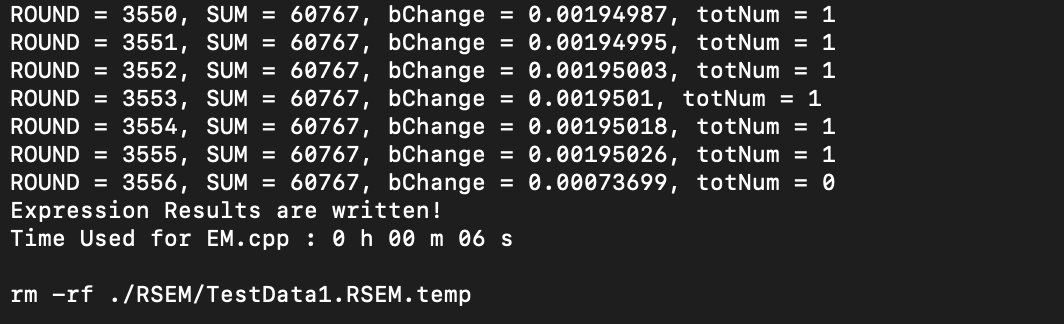 ROUND = 3550, SUM = 60767, bChange = 0.00194987, totNum = 1
ROUND = 3551, SUM = 60767, bChange = 0.00194995, totNum = 1
ROUND = 3552, SUM = 60767, bChange = 0.00195003, totNum = 1
ROUND = 3553, SUM = 60767, bChange = 0.0019501, totNum = 1
ROUND = 3554, SUM = 60767, bChange = 0.00195018, totNum = 1
ROUND = 3555, SUM = 60767, bChange = 0.00195026, totNum = 1
ROUND = 3556, SUM = 60767, bChange = 0.00073699, totNum = 0
Expression Results are written!
Time Used for EM.cpp : 0 h 00 m 06 s
rm -rf ./RSEM/TestData1.RSEM.temp